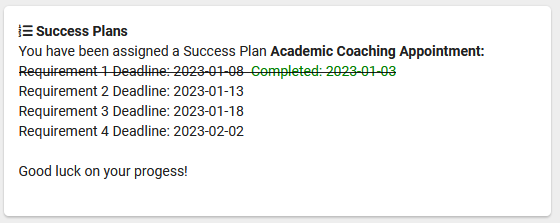 Success Plans
You have been assigned a Success Plan Academic Coaching Appointment:
Requirement 1 Deadline: 2023-01-08 Completed: 2023-01-03
Requirement 2 Deadline: 2023-01-13
Requirement 3 Deadline: 2023-01-18
Requirement 4 Deadline: 2023-02-02
Good luck on your progess!